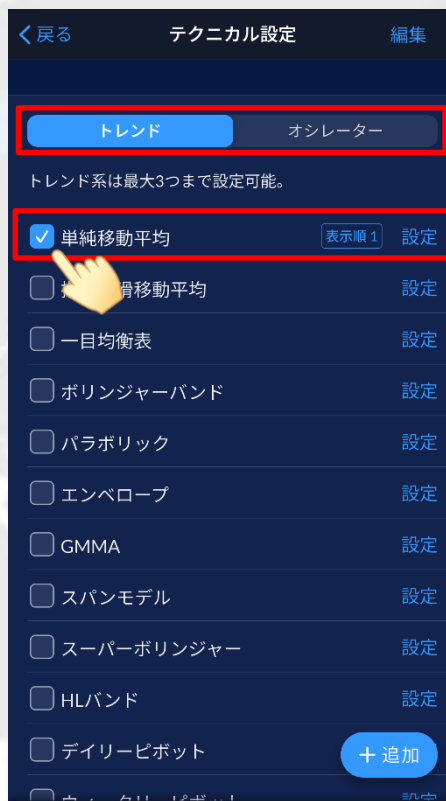 戻る テクニカル設定 編集
トレンド オシレーター
トレンド系は最大3つまで設定可能。
単純移動平均 表示順 1 設定
滑移動平均 設定
一目均衡表 設定
ボリンジャーバンド 設定
パラボリック 設定
エンベロープ 設定
GMMA 設定
スパンモデル 設定
スーパーボリンジャー 設定
HLバンド 設定
デイリーピボット
+ 追加